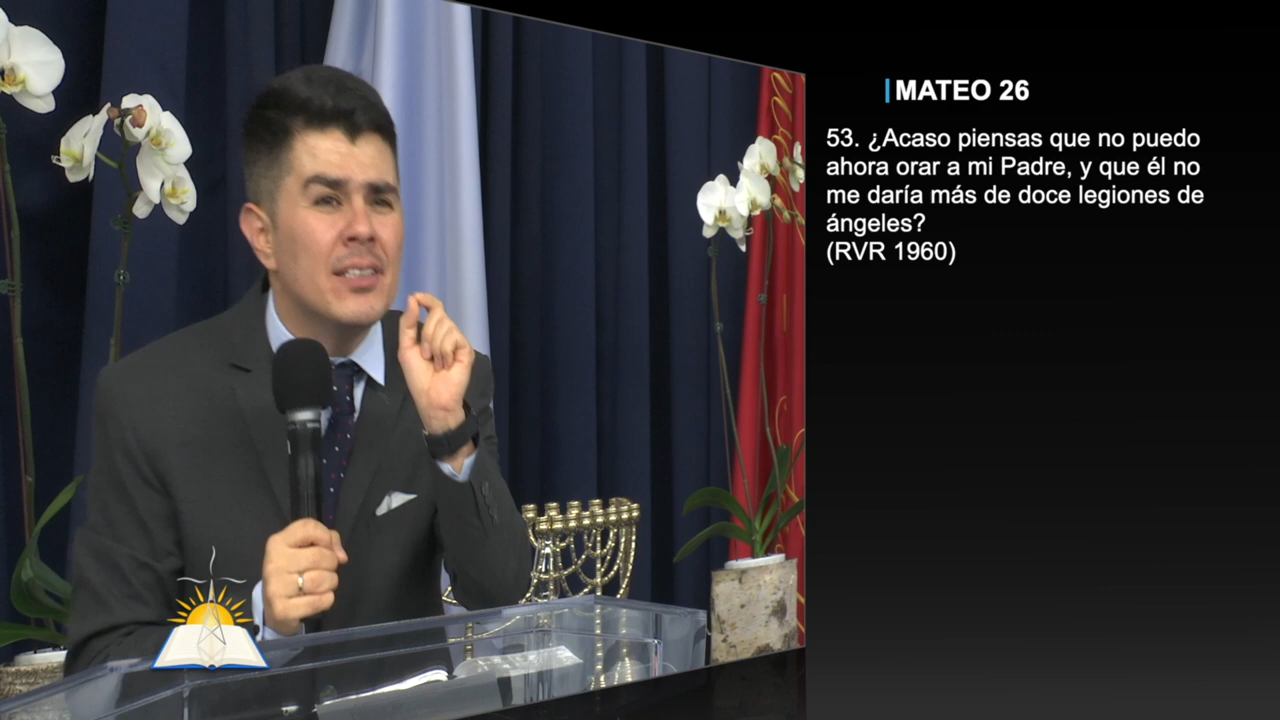 MATEO 26
53. ¿Acaso piensas que no puedo
ahora orar a mi Padre, y que él no
me daría más de doce legiones de
ángeles?
(RVR 1960)